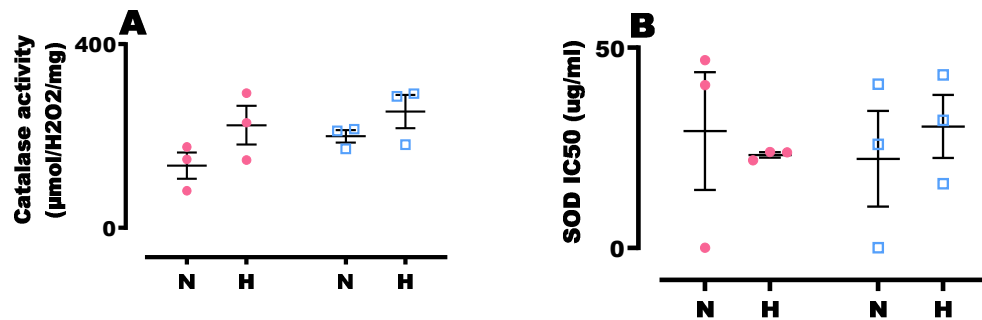 A
Catalase activity
(µmol/H2O2/mg)
400
0
N H N H
B
SOD IC50 (ug/ml)
50
0
N H N H